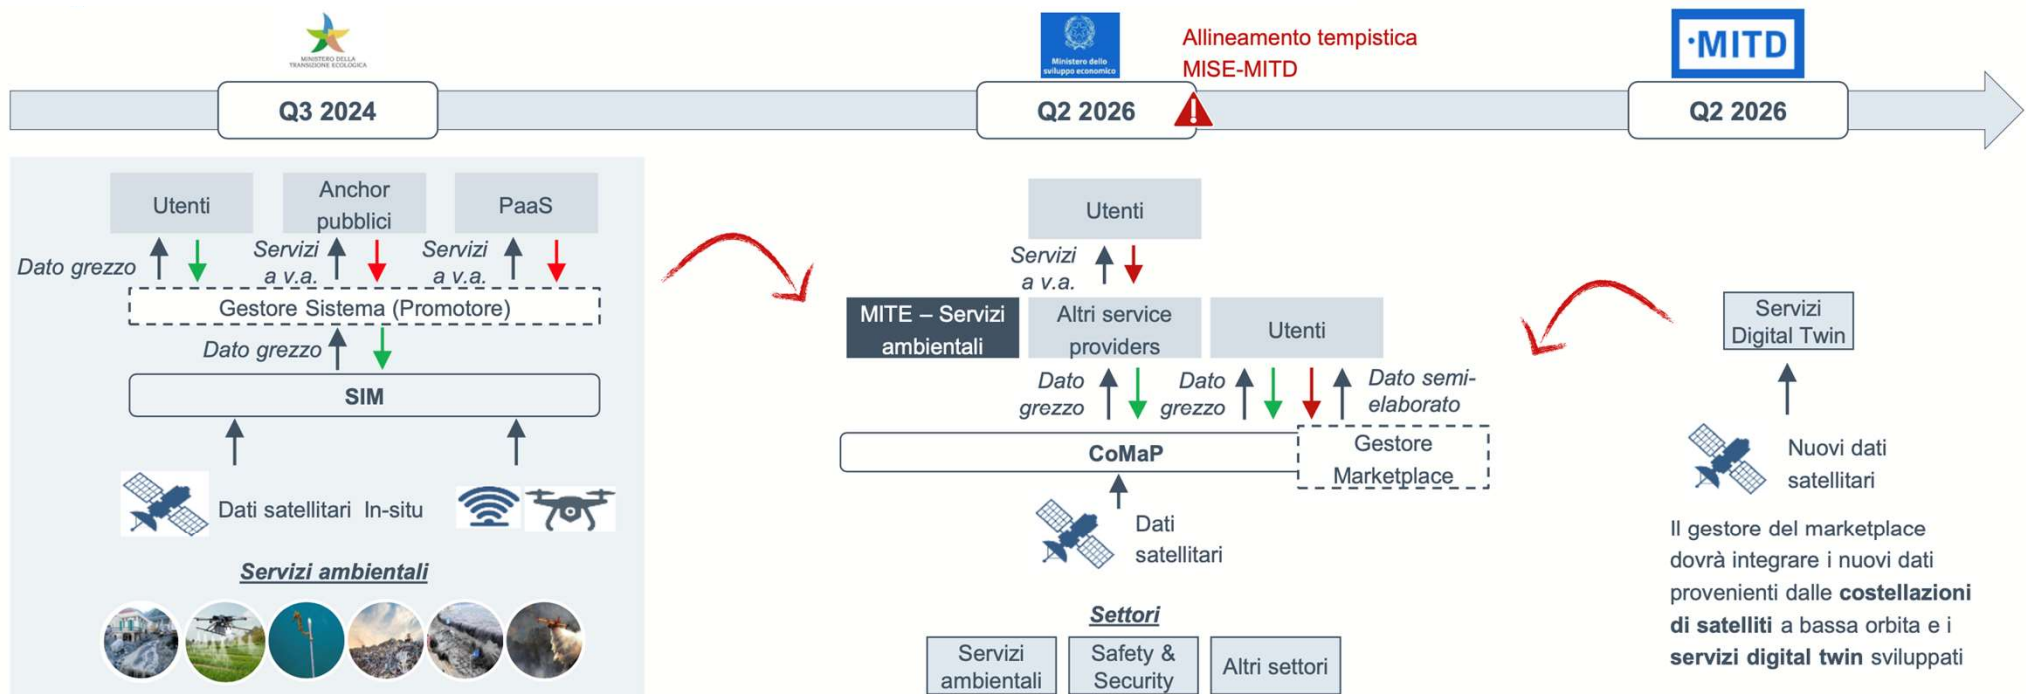 MINISTERO DELLA
TRANSIZIONE ECOLOGICA
Q3 2024
Ministero dello
sviluppo economico
Q2 2026
Allineamento tempistica
MISE-MITD
·MITD
Q2 2026
Utenti
Anchor
pubblici
PaaS
Dato grezzo
Servizi
a v.a.
Servizi
a v.a.
Gestore Sistema (Promotore)
Dato grezzo
SIM
Dati satellitari
In-situ
Servizi ambientali
Utenti
Servizi
a v.a.
MITE – Servizi
ambientali
Altri service
providers
Utenti
Dato
grezzo
Dato
grezzo
Dato semi-
elaborato
CoMaP
Gestore
Marketplace
Dati
satellitari
Settori
Servizi
ambientali
Safety &
Security
Altri settori
Servizi
Digital Twin
Nuovi dati
satellitari
Il gestore del marketplace
dovrà integrare i nuovi dati
provenienti dalle costellazioni
di satelliti a bassa orbita e i
servizi digital twin sviluppati